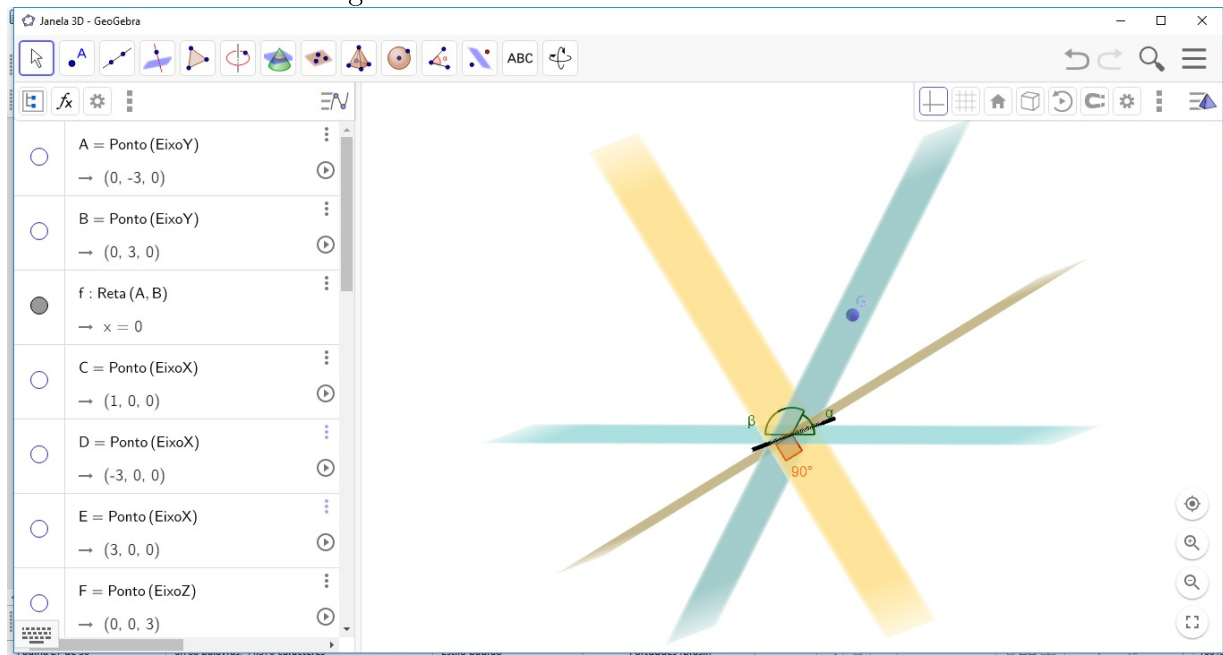 Janela 3D - GeoGebra
A
ABC
fx
A = Ponto (EixoY)
→ (0, -3, 0)
B = Ponto (EixoY)
→ (0, 3, 0)
f : Reta (A, B)
→ x = 0
C = Ponto (EixoX)
→ (1, 0, 0)
D = Ponto (EixoX)
→ (-3, 0, 0)
E = Ponto (EixoX)
→ (3, 0, 0)
F = Ponto (EixoZ)
→ (0, 0, 3)
G
β
α
90°